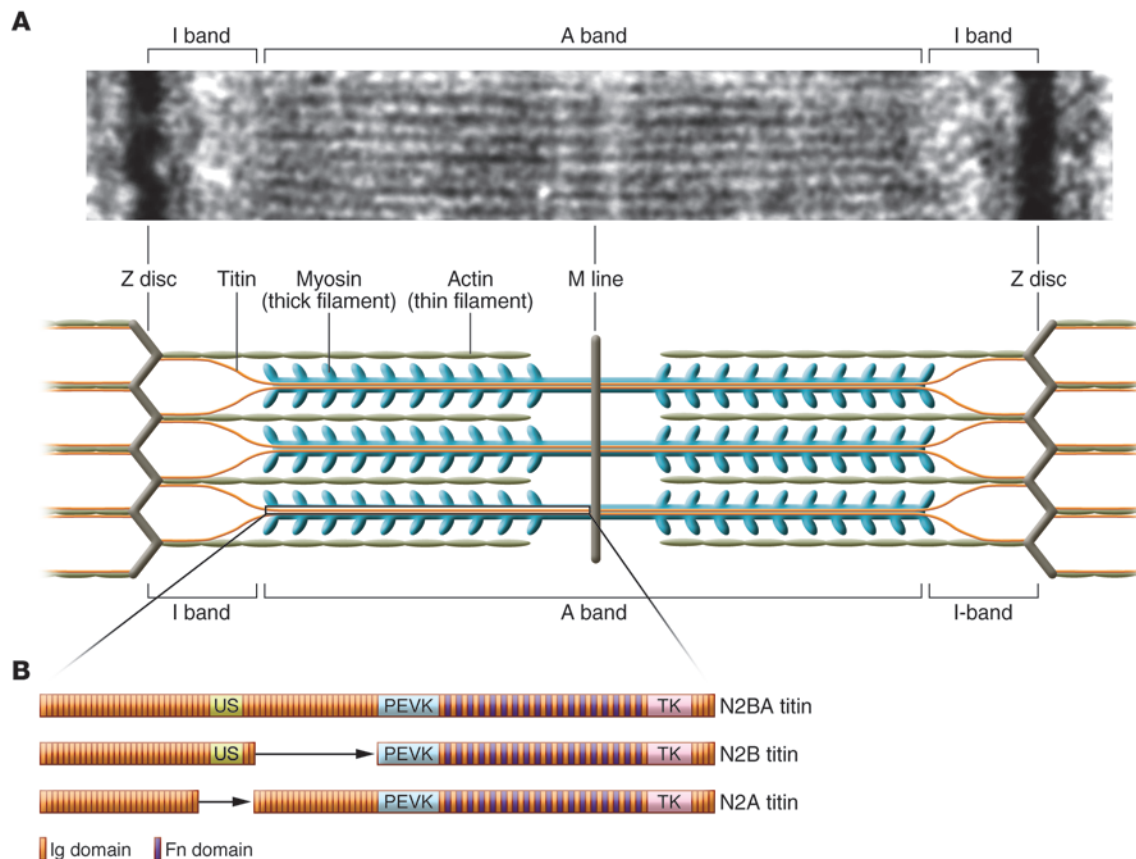 A
I band A band I band
Z disc Titin Myosin (thick filament) Actin (thin filament) M line Z disc
I band A band I-band
B
US PEVK TK N2BA titin
US PEVK TK N2B titin
PEVK TK N2A titin
Ig domain Fn domain